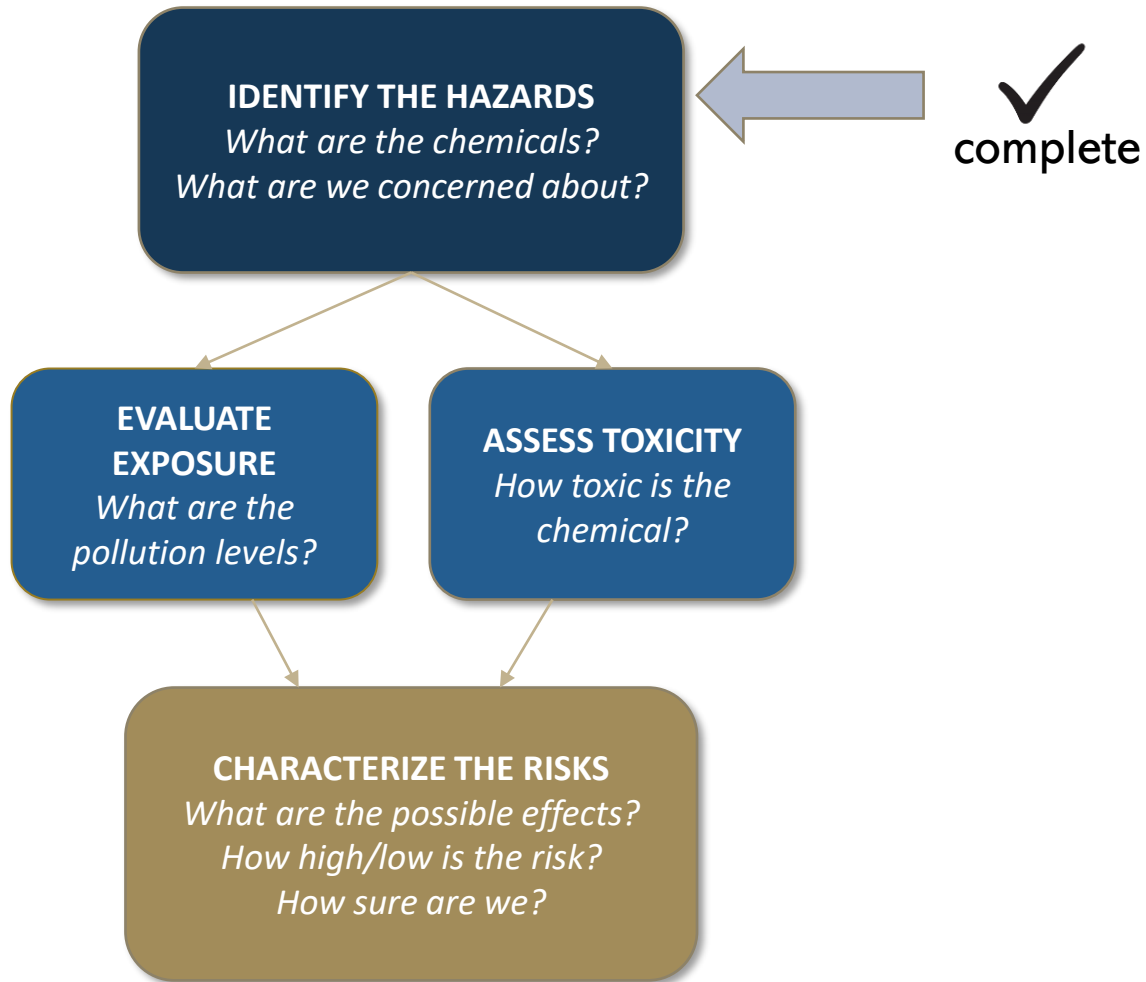 IDENTIFY THE HAZARDS
What are the chemicals?
What are we concerned about?
complete
EVALUATE
EXPOSURE
What are the
pollution levels?
ASSESS TOXICITY
How toxic is the
chemical?
CHARACTERIZE THE RISKS
What are the possible effects?
How high/low is the risk?
How sure are we?